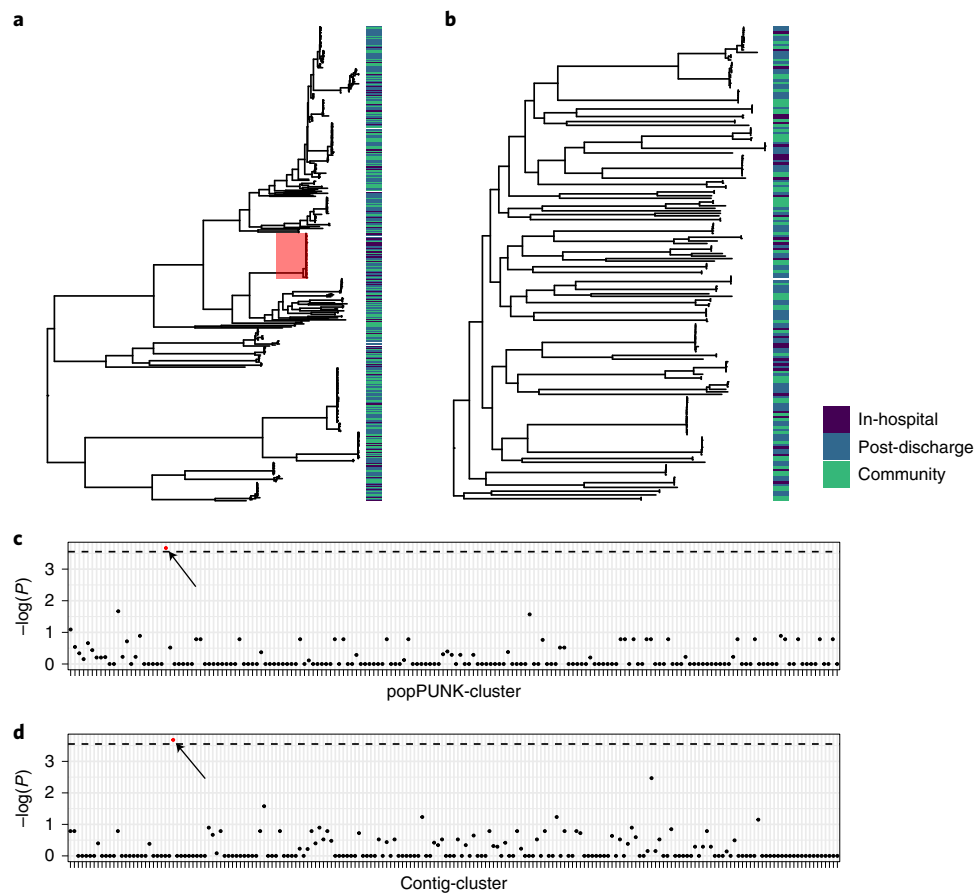 a
b
In-hospital
Post-discharge
Community
c
3
2
1
0
−log(P)
popPUNK-cluster
d
3
2
1
0
−log(P)
Contig-cluster